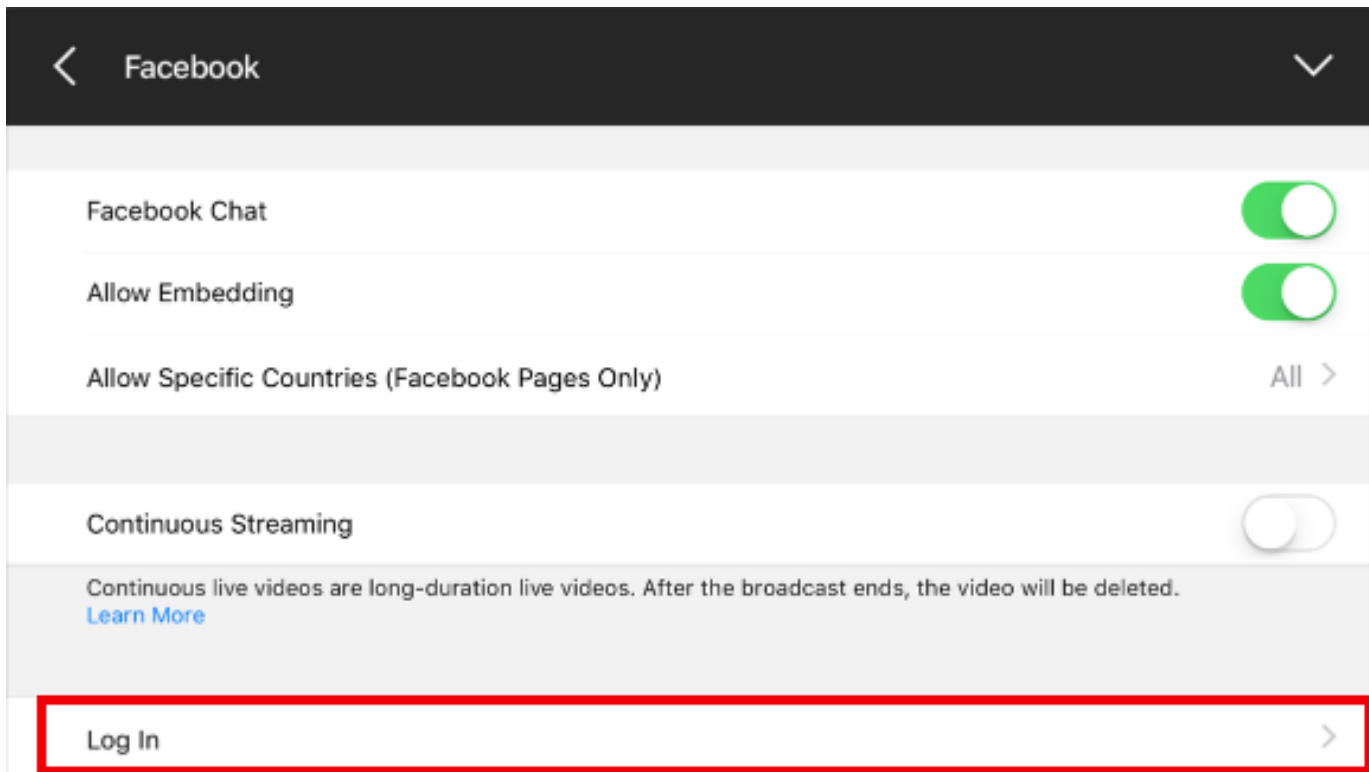 Facebook
Facebook Chat
Allow Embedding
Allow Specific Countries (Facebook Pages Only)
All
Continuous Streaming
Continuous live videos are long-duration live videos. After the broadcast ends, the video will be deleted.
Learn More
Log In